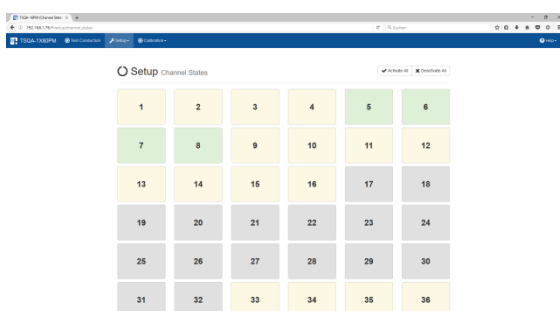 TSQA-1X60PM Test Conduction Setup Calibration Help
Setup Channel States
Activate All Deactivate All
1 2 3 4 5 6
7 8 9 10 11 12
13 14 15 16 17 18
19 20 21 22 23 24
25 26 27 28 29 30
31 32 33 34 35 36